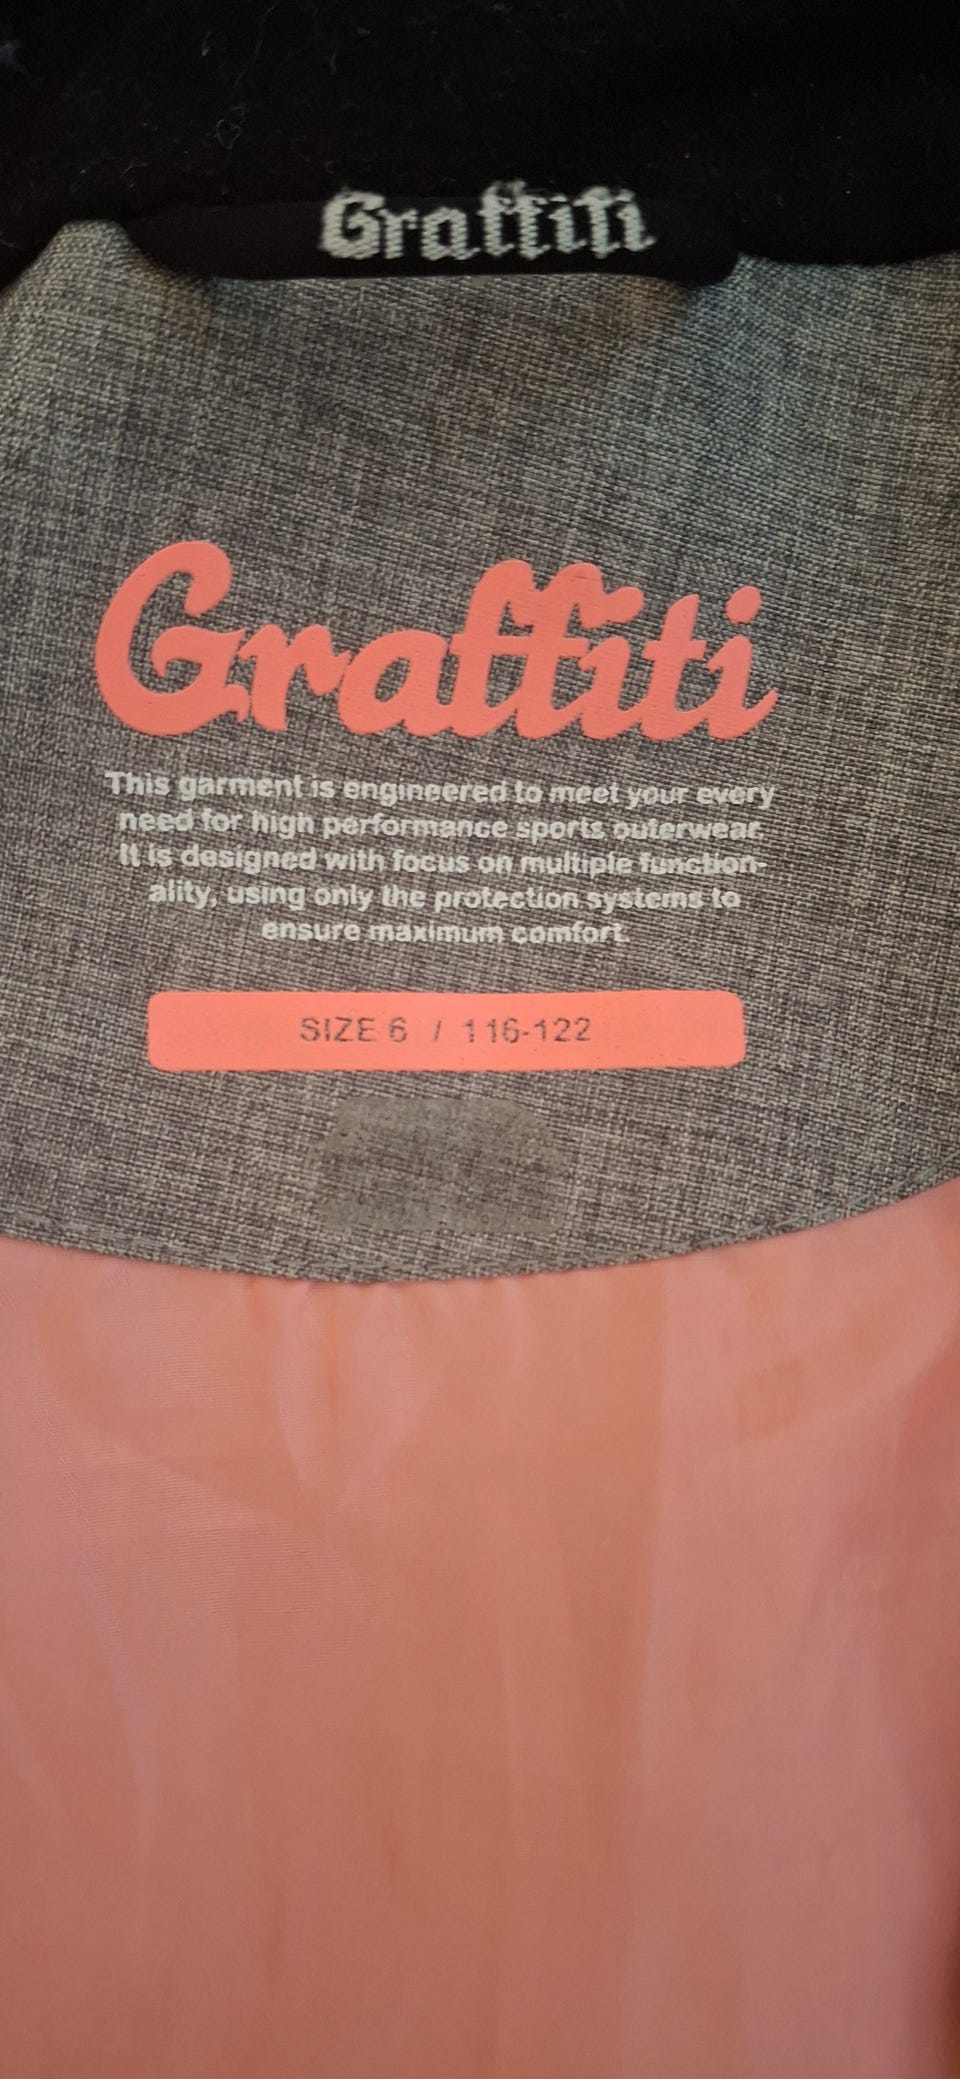 Graffiti
Graffiti
This garment is engineered to meet your every
need for high performance sports outerwear.
It is designed with focus on multiple function-
ality, using only the protection systems to
ensure maximum comfort.
SIZE 6 / 116-122